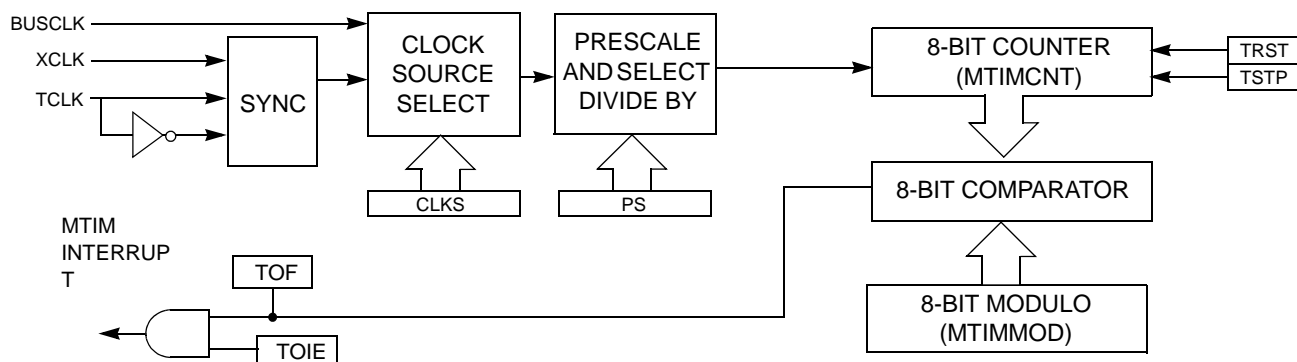 BUSCLK
XCLK
TCLK
SYNC
CLOCK
SOURCE
SELECT
PRESCALE
AND SELECT
DIVIDE BY
8-BIT COUNTER
(MTIMCNT)
TRST
TSTP
CLKS
PS
8-BIT COMPARATOR
MTIM
INTERRUP
T
TOF
8-BIT MODULO
(MTIMMOD)
TOIE